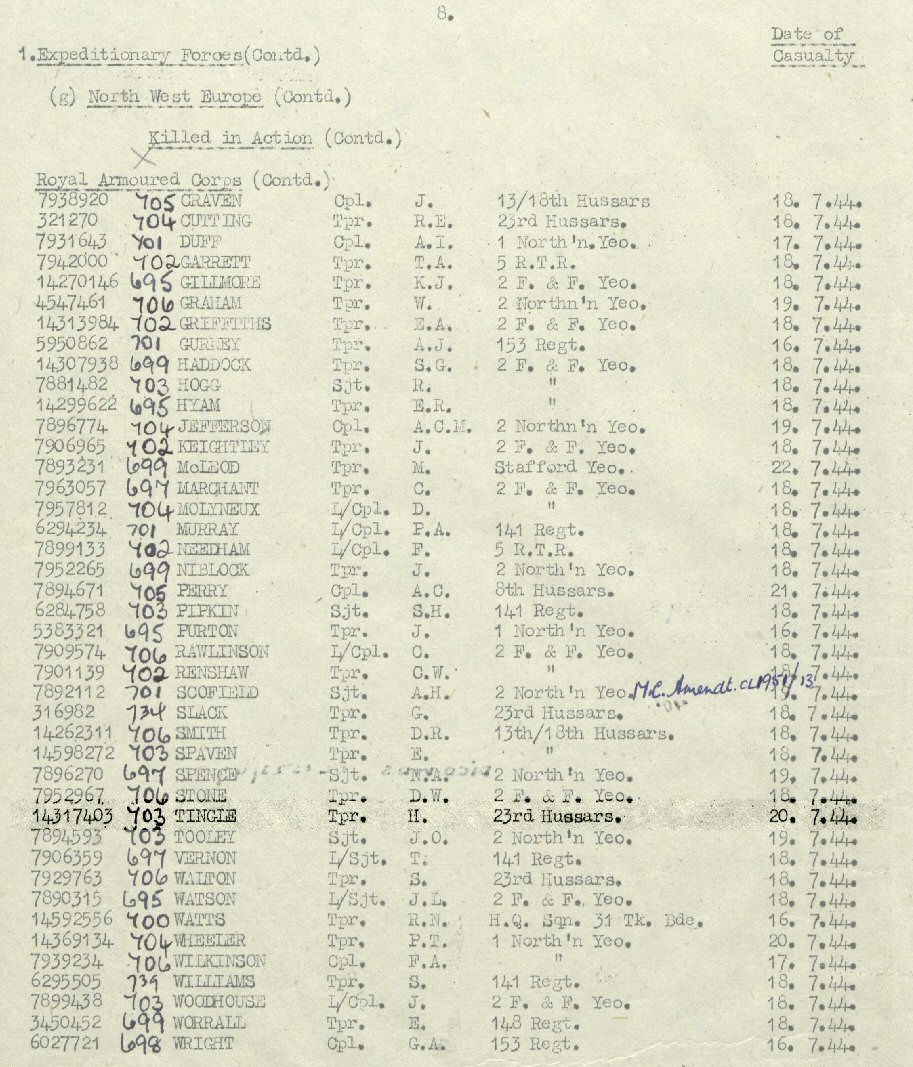 8.
Date of
1.Expeditionary Forces(Contd.) Casualty
(g) North West Europe (Contd.)
Killed in Action (Contd.)
Royal Armoured Corps (Contd.)
7938920 705 CRAVEN Cpl. J. 13/18th Hussars 18. 7.44.
321270 704 CUTTING Tpr. R.E. 23rd Hussars. 18. 7.44.
7931643 701 DUFF Cpl. A.I. 1 North'n. Yeo. 17. 7.44.
7942000 702 GARRETT Tpr. T.A. 5 R.T.R. 18. 7.44.
14270146 695 GILLMORE Tpr. K.J. 2 F. & F. Yeo. 18. 7.44.
4547461 706 GRAHAM Tpr. W. 2 Northn'n Yeo. 19. 7.44.
14313984 702 GRIFFITHS Tpr. E.A. 2 F. & F. Yeo. 18. 7.44.
5950862 701 GURNEY Tpr. A.J. 153 Regt. 16. 7.44.
14307938 699 HADDOCK Tpr. S.G. 2 F. & F. Yeo. 18. 7.44.
7881482 703 HOGG Sjt. R. " 18. 7.44.
14299622 695 HYAM Tpr. E.R. " 18. 7.44.
7896774 704 JEFFERSON Cpl. A.C.M. 2 Northn'n Yeo. 19. 7.44.
7906965 702 KEIGHTLEY Tpr. J. 2 F. & F. Yeo. 18. 7.44.
7893231 699 McLEOD Tpr. M. Stafford Yeo. 22. 7.44.
7963057 697 MARCHANT Tpr. C. 2 F. & F. Yeo. 18. 7.44.
7957812 704 MOLYNEUX L/Cpl. D. " 18. 7.44.
6294234 701 MURRAY L/Cpl. P.A. 141 Regt. 18. 7.44.
7899133 702 NEEDHAM L/Cpl. F. 5 R.T.R. 18. 7.44.
7952265 699 NIBLOCK Tpr. J. 2 North'n Yeo. 18. 7.44.
7894671 705 PERRY Cpl. A.C. 8th Hussars. 21. 7.44.
6284758 703 PIPKIN Sjt. S.H. 141 Regt. 18. 7.44.
5383321 695 PURTON Tpr. J. 1 North'n Yeo. 16. 7.44.
7909574 706 RAWLINSON L/Cpl. C. 2 F. & F. Yeo. 18. 7.44.
7901139 702 RENSHAW Tpr. C.W. " 18. 7.44.
7892112 701 SCOFIELD Sjt. A.H. 2 North'n Yeo. M.C. Amendt. CL1951/13 19. 7.44.
316982 734 SLACK Tpr. G. 23rd Hussars. 18. 7.44.
14262311 706 SMITH Tpr. D.R. 13th/18th Hussars. 18. 7.44.
14598272 703 SPAVEN Tpr. E. " 18. 7.44.
7896270 697 SPENCE Sjt. N.A. 2 North'n Yeo. 19. 7.44.
7952967 706 STONE Tpr. D.W. 2 F. & F. Yeo. 18. 7.44.
14317403 703 TINGLE Tpr. H. 23rd Hussars. 20. 7.44.
7894593 703 TOOLEY Sjt. J.O. 2 North'n Yeo. 19. 7.44.
7906359 697 VERNON L/Sjt. T. 141 Regt. 18. 7.44.
7929763 706 WALTON Tpr. S. 23rd Hussars. 18. 7.44.
7890315 695 WATSON L/Sjt. J.L. 2 F. & F. Yeo. 18. 7.44.
14592556 700 WATTS Tpr. R.N. H.Q. Sqn. 31 Tk. Bde. 16. 7.44.
14369134 704 WHEELER Tpr. P.T. 1 North'n Yeo. 20. 7.44.
7939234 706 WILKINSON Cpl. F.A. " 17. 7.44.
6295505 739 WILLIAMS Tpr. S. 141 Regt. 18. 7.44.
7899438 703 WOODHOUSE L/Cpl. J. 2 F. & F. Yeo. 18. 7.44.
3450452 699 WORRALL Tpr. E. 148 Regt. 18. 7.44.
6027721 698 WRIGHT Cpl. G.A. 153 Regt. 16. 7.44.